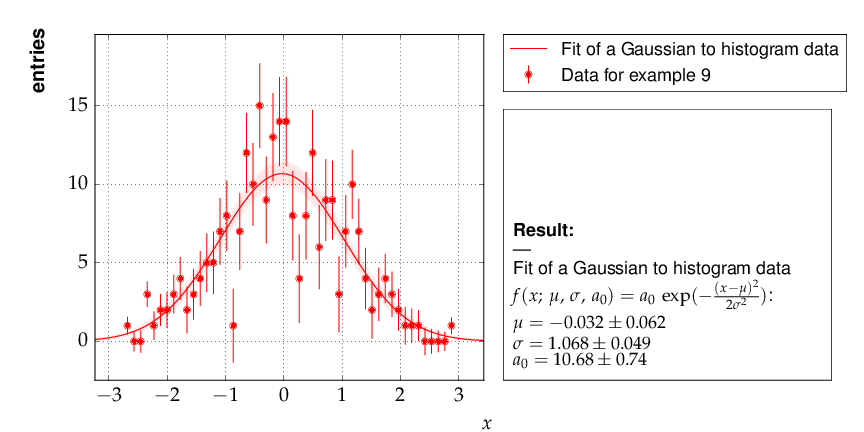 entries
15
10
5
0
−3 −2 −1 0 1 2 3
x
Fit of a Gaussian to histogram data
Data for example 9
Result:
—
Fit of a Gaussian to histogram data
f(x; μ, σ, a₀) = a₀ exp(−(x−μ)²/2σ²):
μ = −0.032 ± 0.062
σ = 1.068 ± 0.049
a₀ = 10.68 ± 0.74